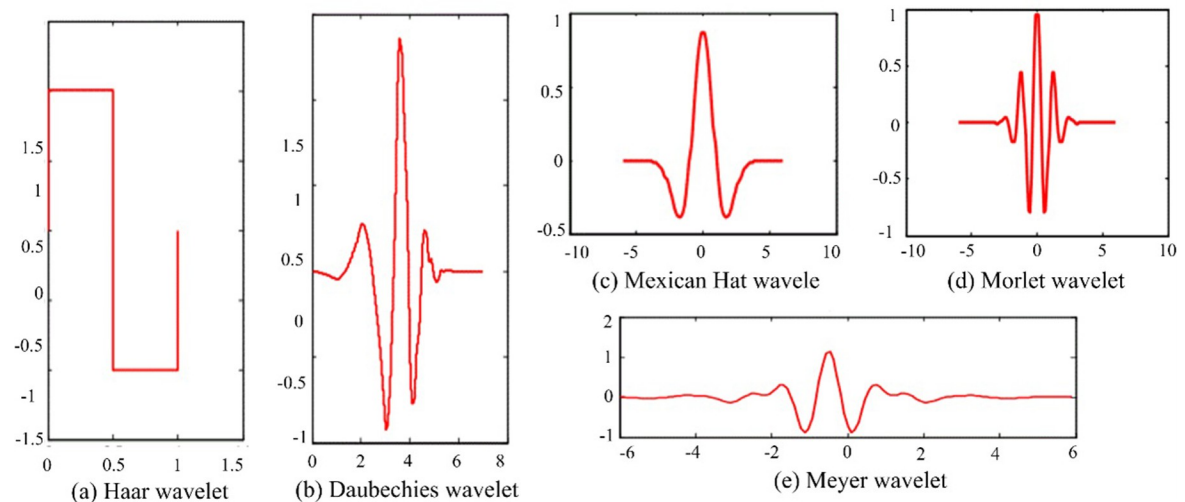 1.5
1
0.5
0
-0.5
-1
-1.5
0 0.5 1 1.5
(a) Haar wavelet
1.5
1
0.5
0
-0.5
-1
0 2 4 6 8
(b) Daubechies wavelet
1
0.5
0
-0.5
-10 -5 0 5 10
(c) Mexican Hat wavele
1
0.5
0
-0.5
-1
-10 -5 0 5 10
(d) Morlet wavelet
2
1
0
-1
-6 -4 -2 0 2 4 6
(e) Meyer wavelet